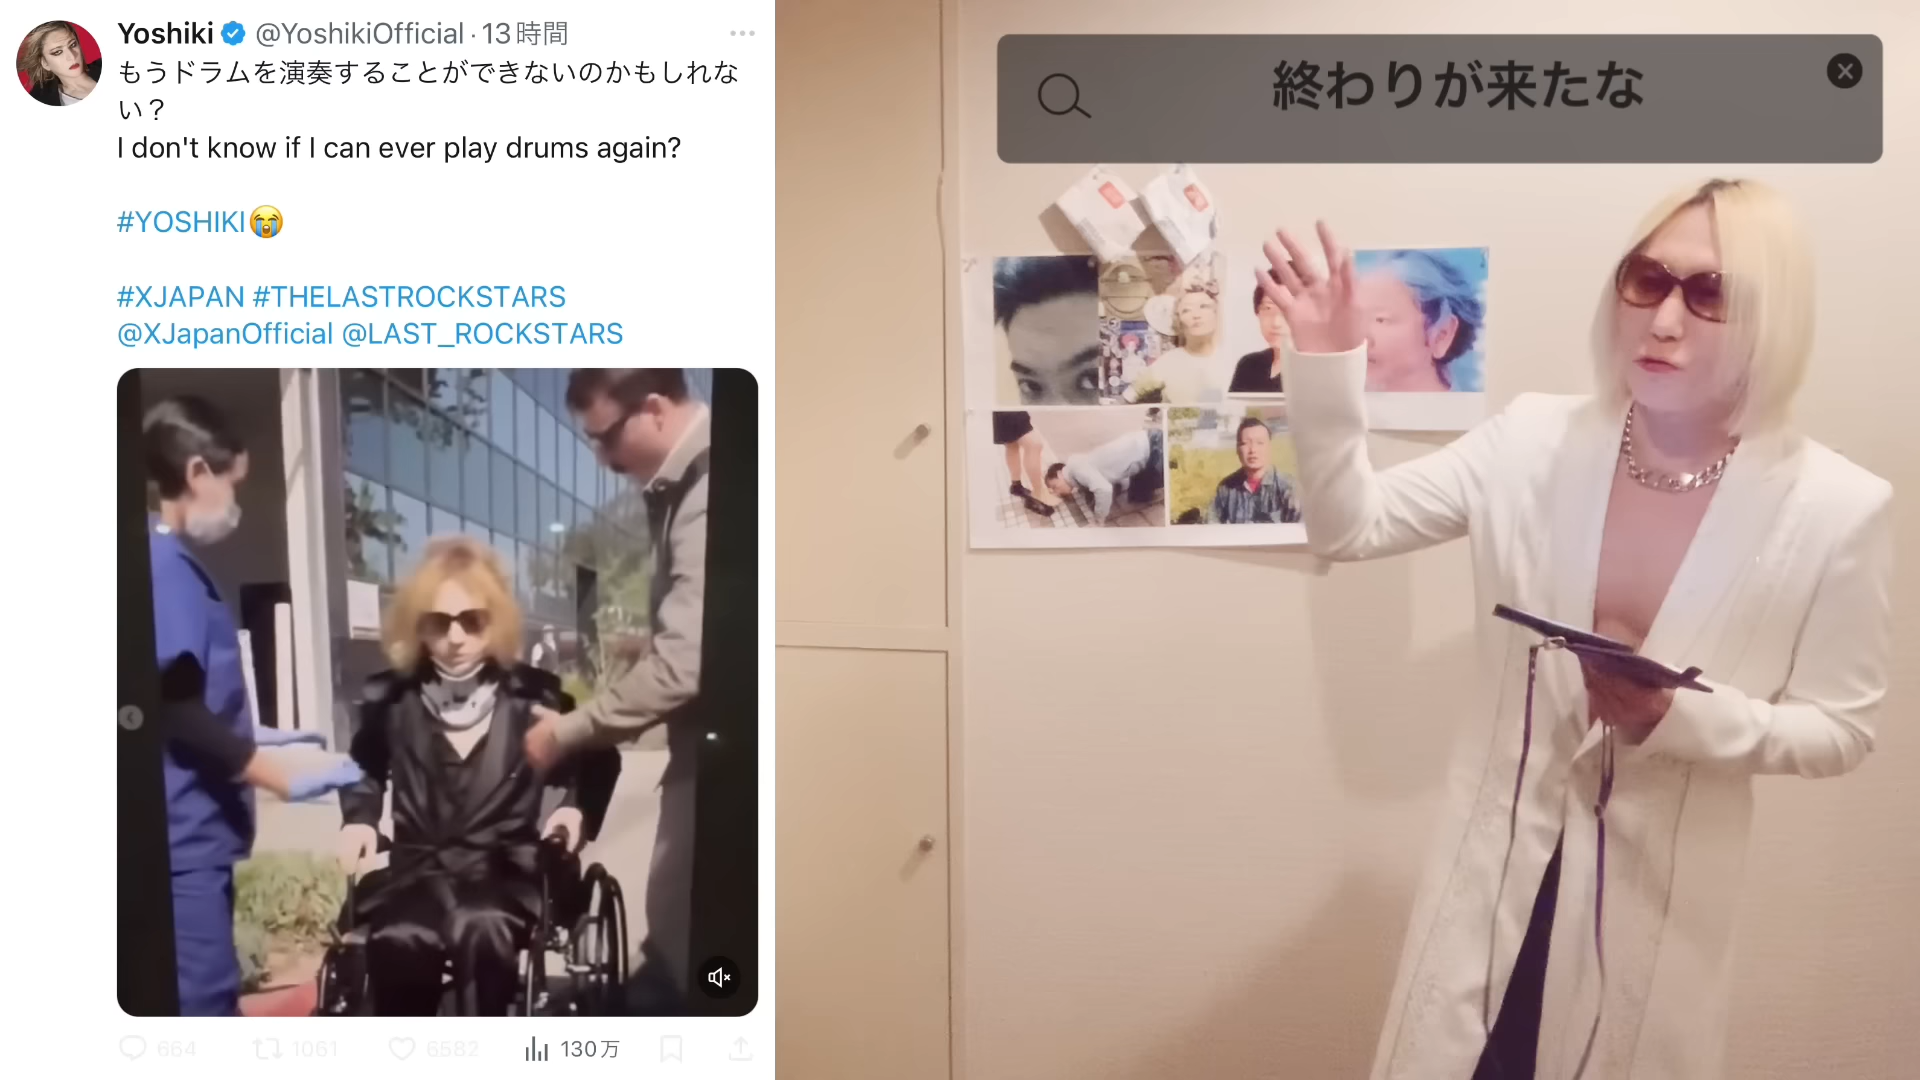 Yoshiki @YoshikiOfficial · 13時間
もうドラムを演奏することができないのかもしれな
い？
I don't know if I can ever play drums again?
#YOSHIKI😭
#XJAPAN #THELASTROCKSTARS
@XJapanOfficial @LAST_ROCKSTARS
664 1061 6582 130万
終わりが来たな